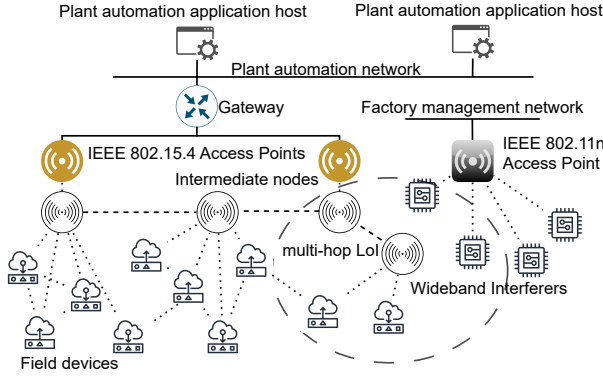 Plant automation application host
Plant automation application host
Plant automation network
Gateway
Factory management network
IEEE 802.15.4 Access Points
IEEE 802.11n
Access Point
Intermediate nodes
multi-hop LoI
Wideband Interferers
Field devices